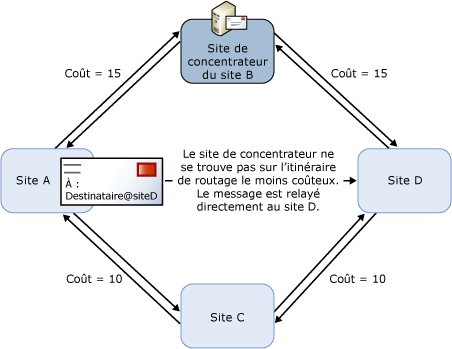 Site de
concentrateur
du site B
Coût = 15
Coût = 15
Site A
À :
Destinataire@siteD
Le site de concentrateur ne
se trouve pas sur l'itinéraire
de routage le moins coûteux.
Le message est relayé
directement au site D.
Site D
Coût = 10
Coût = 10
Site C